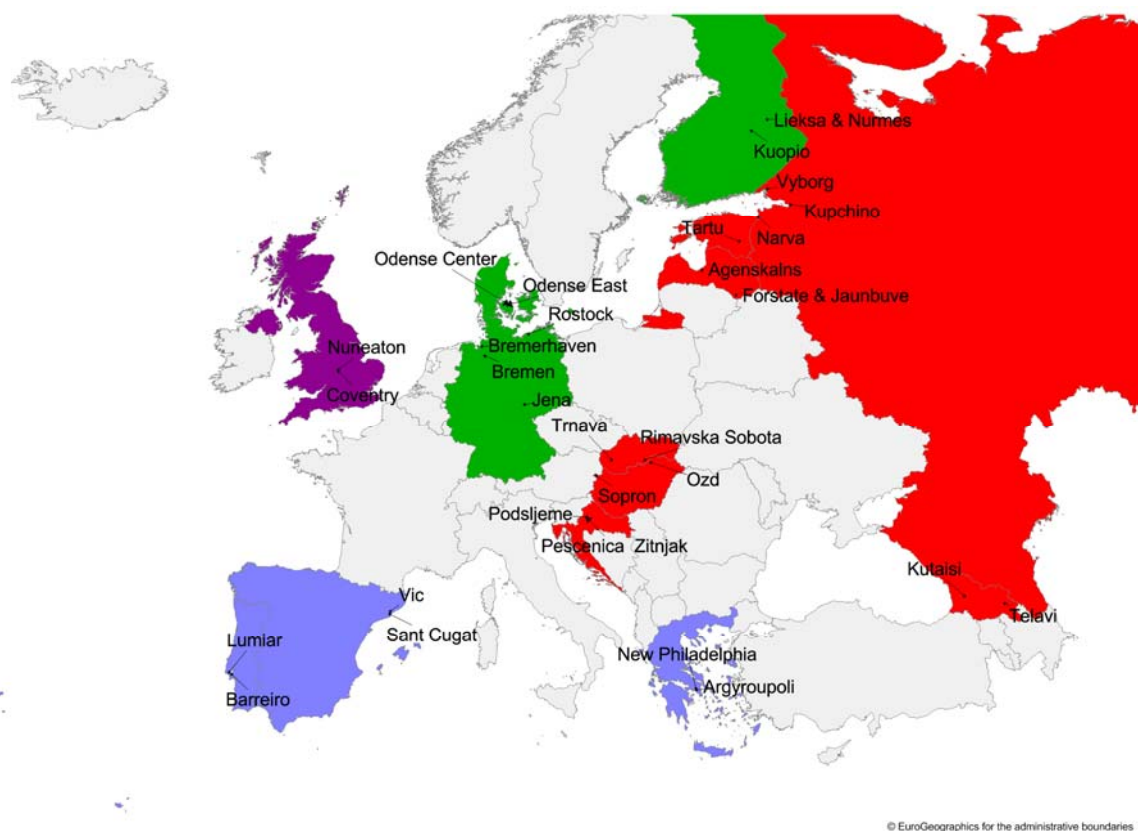 Lieksa & Nurmes
Kuopio
Vyborg
Kupchino
Tartu
Narva
Odense Center
Agenskalns
Odense East
Forstate & Jaunbuve
Rostock
Nuneaton
Bremerhaven
Bremen
Coventry
Jena
Trnava
Rimavska Sobota
Ozd
Sopron
Podsljeme
Pescenica Zitnjak
Kutaisi
Vic
Telavi
Sant Cugat
Lumiar
New Philadelphia
Argyroupoli
Barreiro
© EuroGeographics for the administrative boundaries